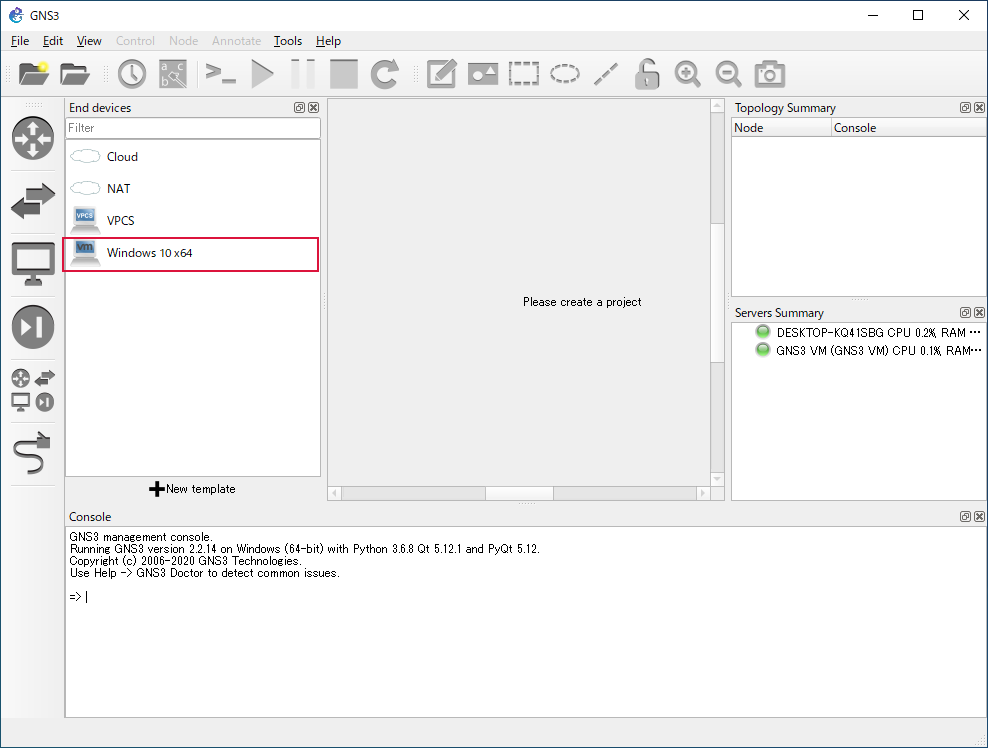 GNS3
File Edit View Control Node Annotate Tools Help
End devices
Filter
Cloud
NAT
VPCS
VPCS
vm
Windows 10 x64
New template
Please create a project
Topology Summary
Node Console
Servers Summary
DESKTOP-KQ41SBG CPU 0.2%, RAM ...
GNS3 VM (GNS3 VM) CPU 0.1%, RAM...
Console
GNS3 management console.
Running GNS3 version 2.2.14 on Windows (64-bit) with Python 3.6.8 Qt 5.12.1 and PyQt 5.12.
Copyright (c) 2006-2020 GNS3 Technologies.
Use Help -> GNS3 Doctor to detect common issues.
=>